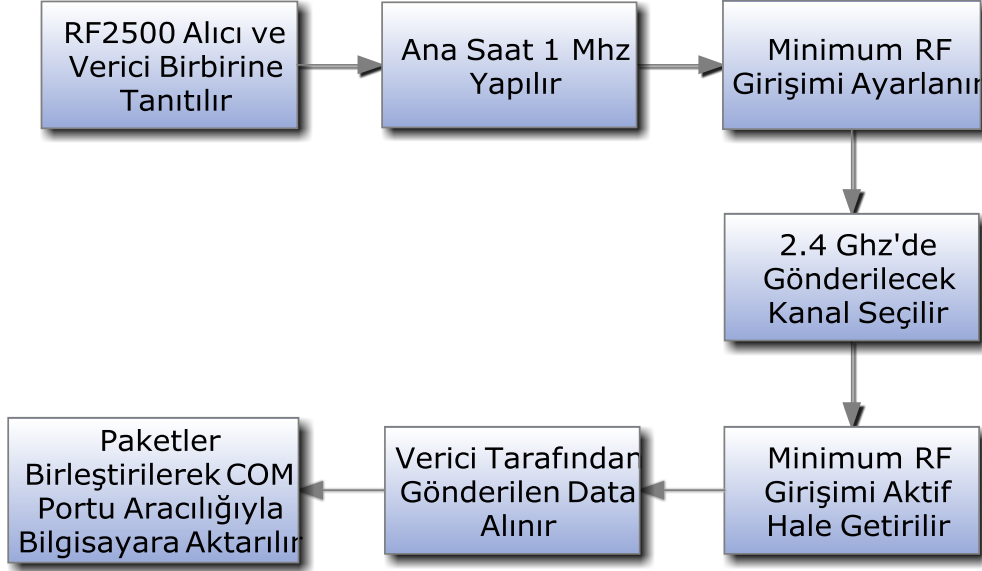 RF2500 Alıcı ve
Verici Birbirine
Tanıtılır
Ana Saat 1 Mhz
Yapılır
Minimum RF
Girişimi Ayarlanır
2.4 Ghz'de
Gönderilecek
Kanal Seçilir
Minimum RF
Girişimi Aktif
Hale Getirilir
Verici Tarafından
Gönderilen Data
Alınır
Paketler
Birleştirilerek COM
Portu Aracılığıyla
Bilgisayara Aktarılır